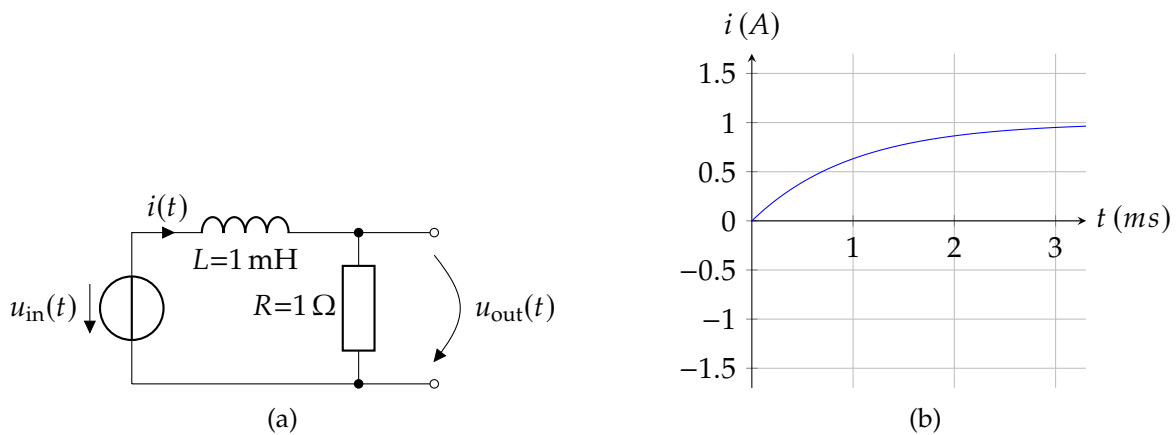 i(t)
L=1 mH
u_in(t)
R=1 Ω
u_out(t)
(a)
i (A)
1.5
1
0.5
0
−0.5
−1
−1.5
1
2
3
t (ms)
(b)